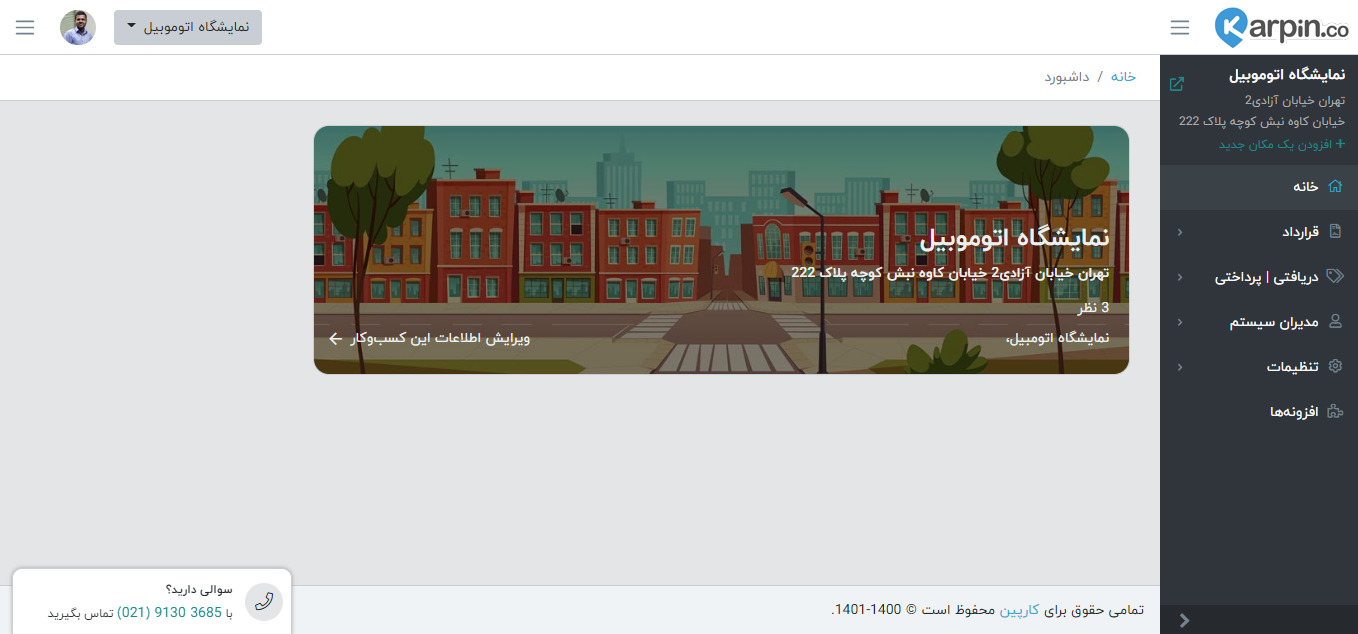 Karpin.co
نمایشگاه اتوموبیل
نمایشگاه اتوموبیل
تهران خیابان آزادی2
خیابان کاوه نبش کوچه پلاک 222
+ افزودن یک مکان جدید
خانه
قرارداد
دریافتی | پرداختی
مدیران سیستم
تنظیمات
افزونه‌ها
خانه / داشبورد
نمایشگاه اتوموبیل
تهران خیابان آزادی2 خیابان کاوه نبش کوچه پلاک 222
3 نظر
نمایشگاه اتومبیل،
ویرایش اطلاعات این کسب‌وکار
تمامی حقوق برای کارپین محفوظ است © 1400-1401.
سوالی دارید؟
با 3685 9130 (021) تماس بگیرید